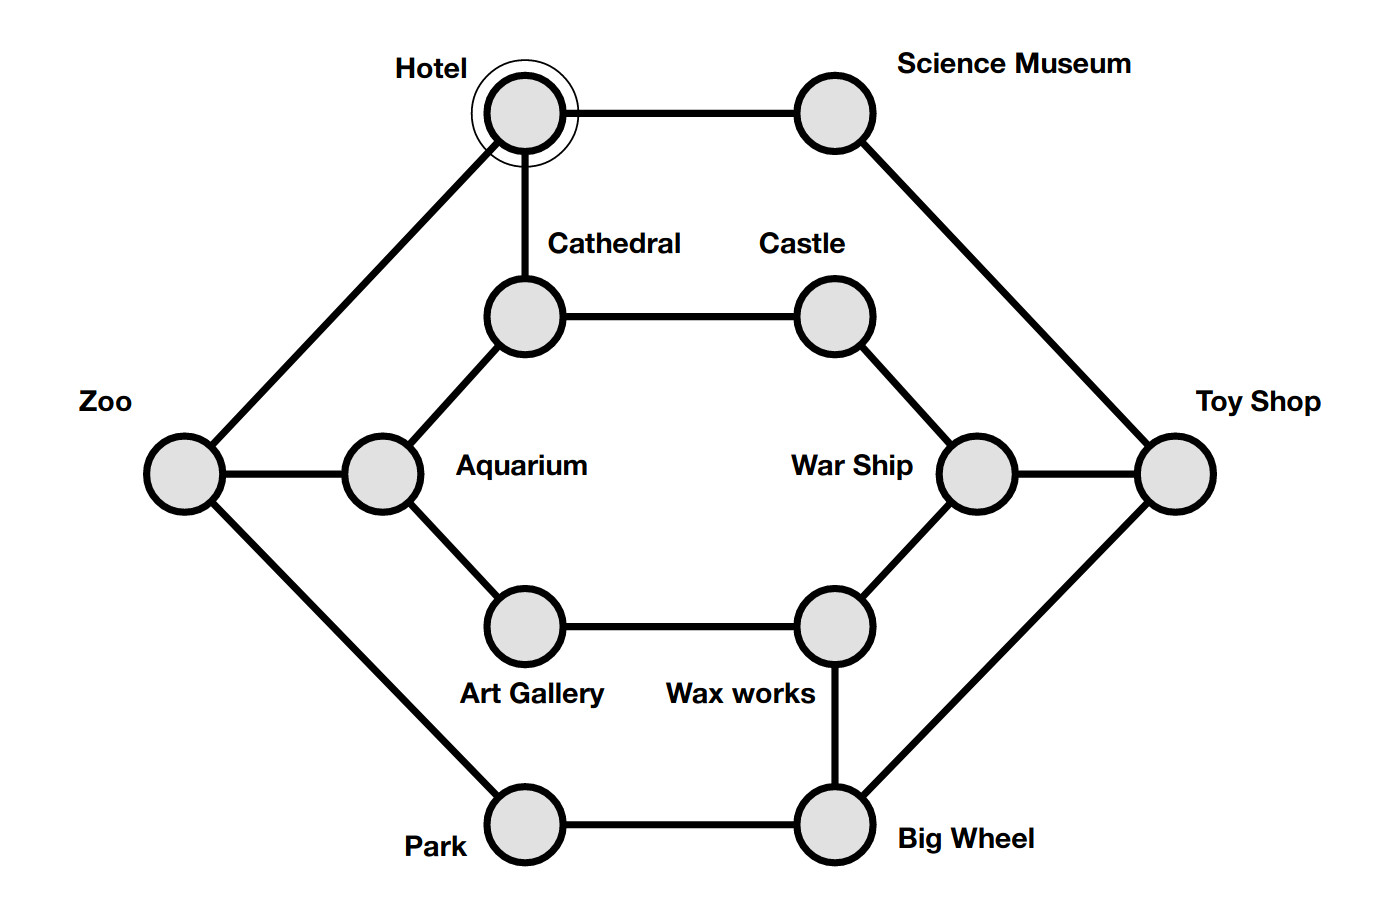 Hotel
Science Museum
Cathedral
Castle
Zoo
Toy Shop
Aquarium
War Ship
Art Gallery
Wax works
Park
Big Wheel